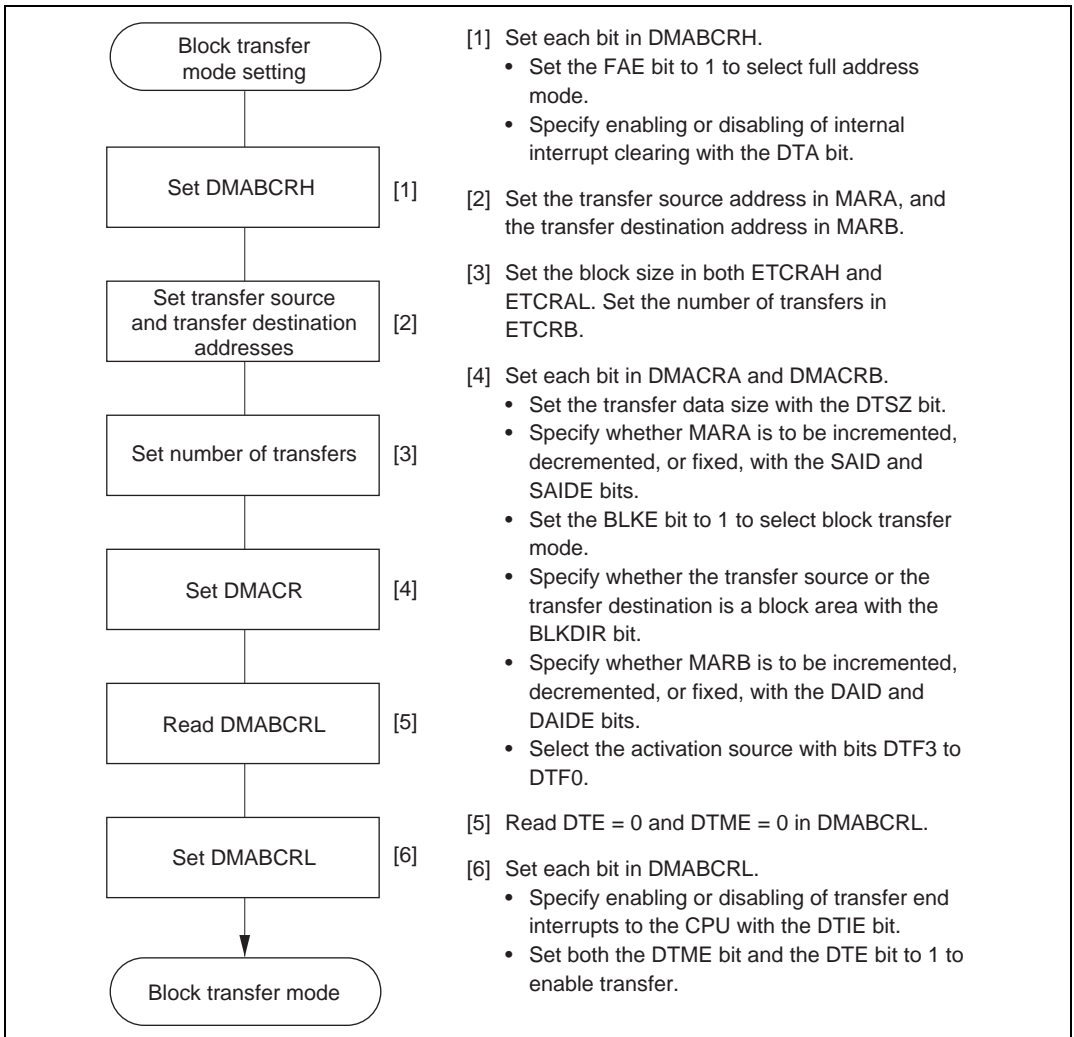 Block transfer
mode setting
Set DMABCRH
[1]
Set transfer source
and transfer destination
addresses
[2]
Set number of transfers
[3]
Set DMACR
[4]
Read DMABCRL
[5]
Set DMABCRL
[6]
Block transfer mode
[1] Set each bit in DMABCRH.
• Set the FAE bit to 1 to select full address
mode.
• Specify enabling or disabling of internal
interrupt clearing with the DTA bit.
[2] Set the transfer source address in MARA, and
the transfer destination address in MARB.
[3] Set the block size in both ETCRAH and
ETCRAL. Set the number of transfers in
ETCRB.
[4] Set each bit in DMACRA and DMACRB.
• Set the transfer data size with the DTSZ bit.
• Specify whether MARA is to be incremented,
decremented, or fixed, with the SAID and
SAIDE bits.
• Set the BLKE bit to 1 to select block transfer
mode.
• Specify whether the transfer source or the
transfer destination is a block area with the
BLKDIR bit.
• Specify whether MARB is to be incremented,
decremented, or fixed, with the DAID and
DAIDE bits.
• Select the activation source with bits DTF3 to
DTF0.
[5] Read DTE = 0 and DTME = 0 in DMABCRL.
[6] Set each bit in DMABCRL.
• Specify enabling or disabling of transfer end
interrupts to the CPU with the DTIE bit.
• Set both the DTME bit and the DTE bit to 1 to
enable transfer.